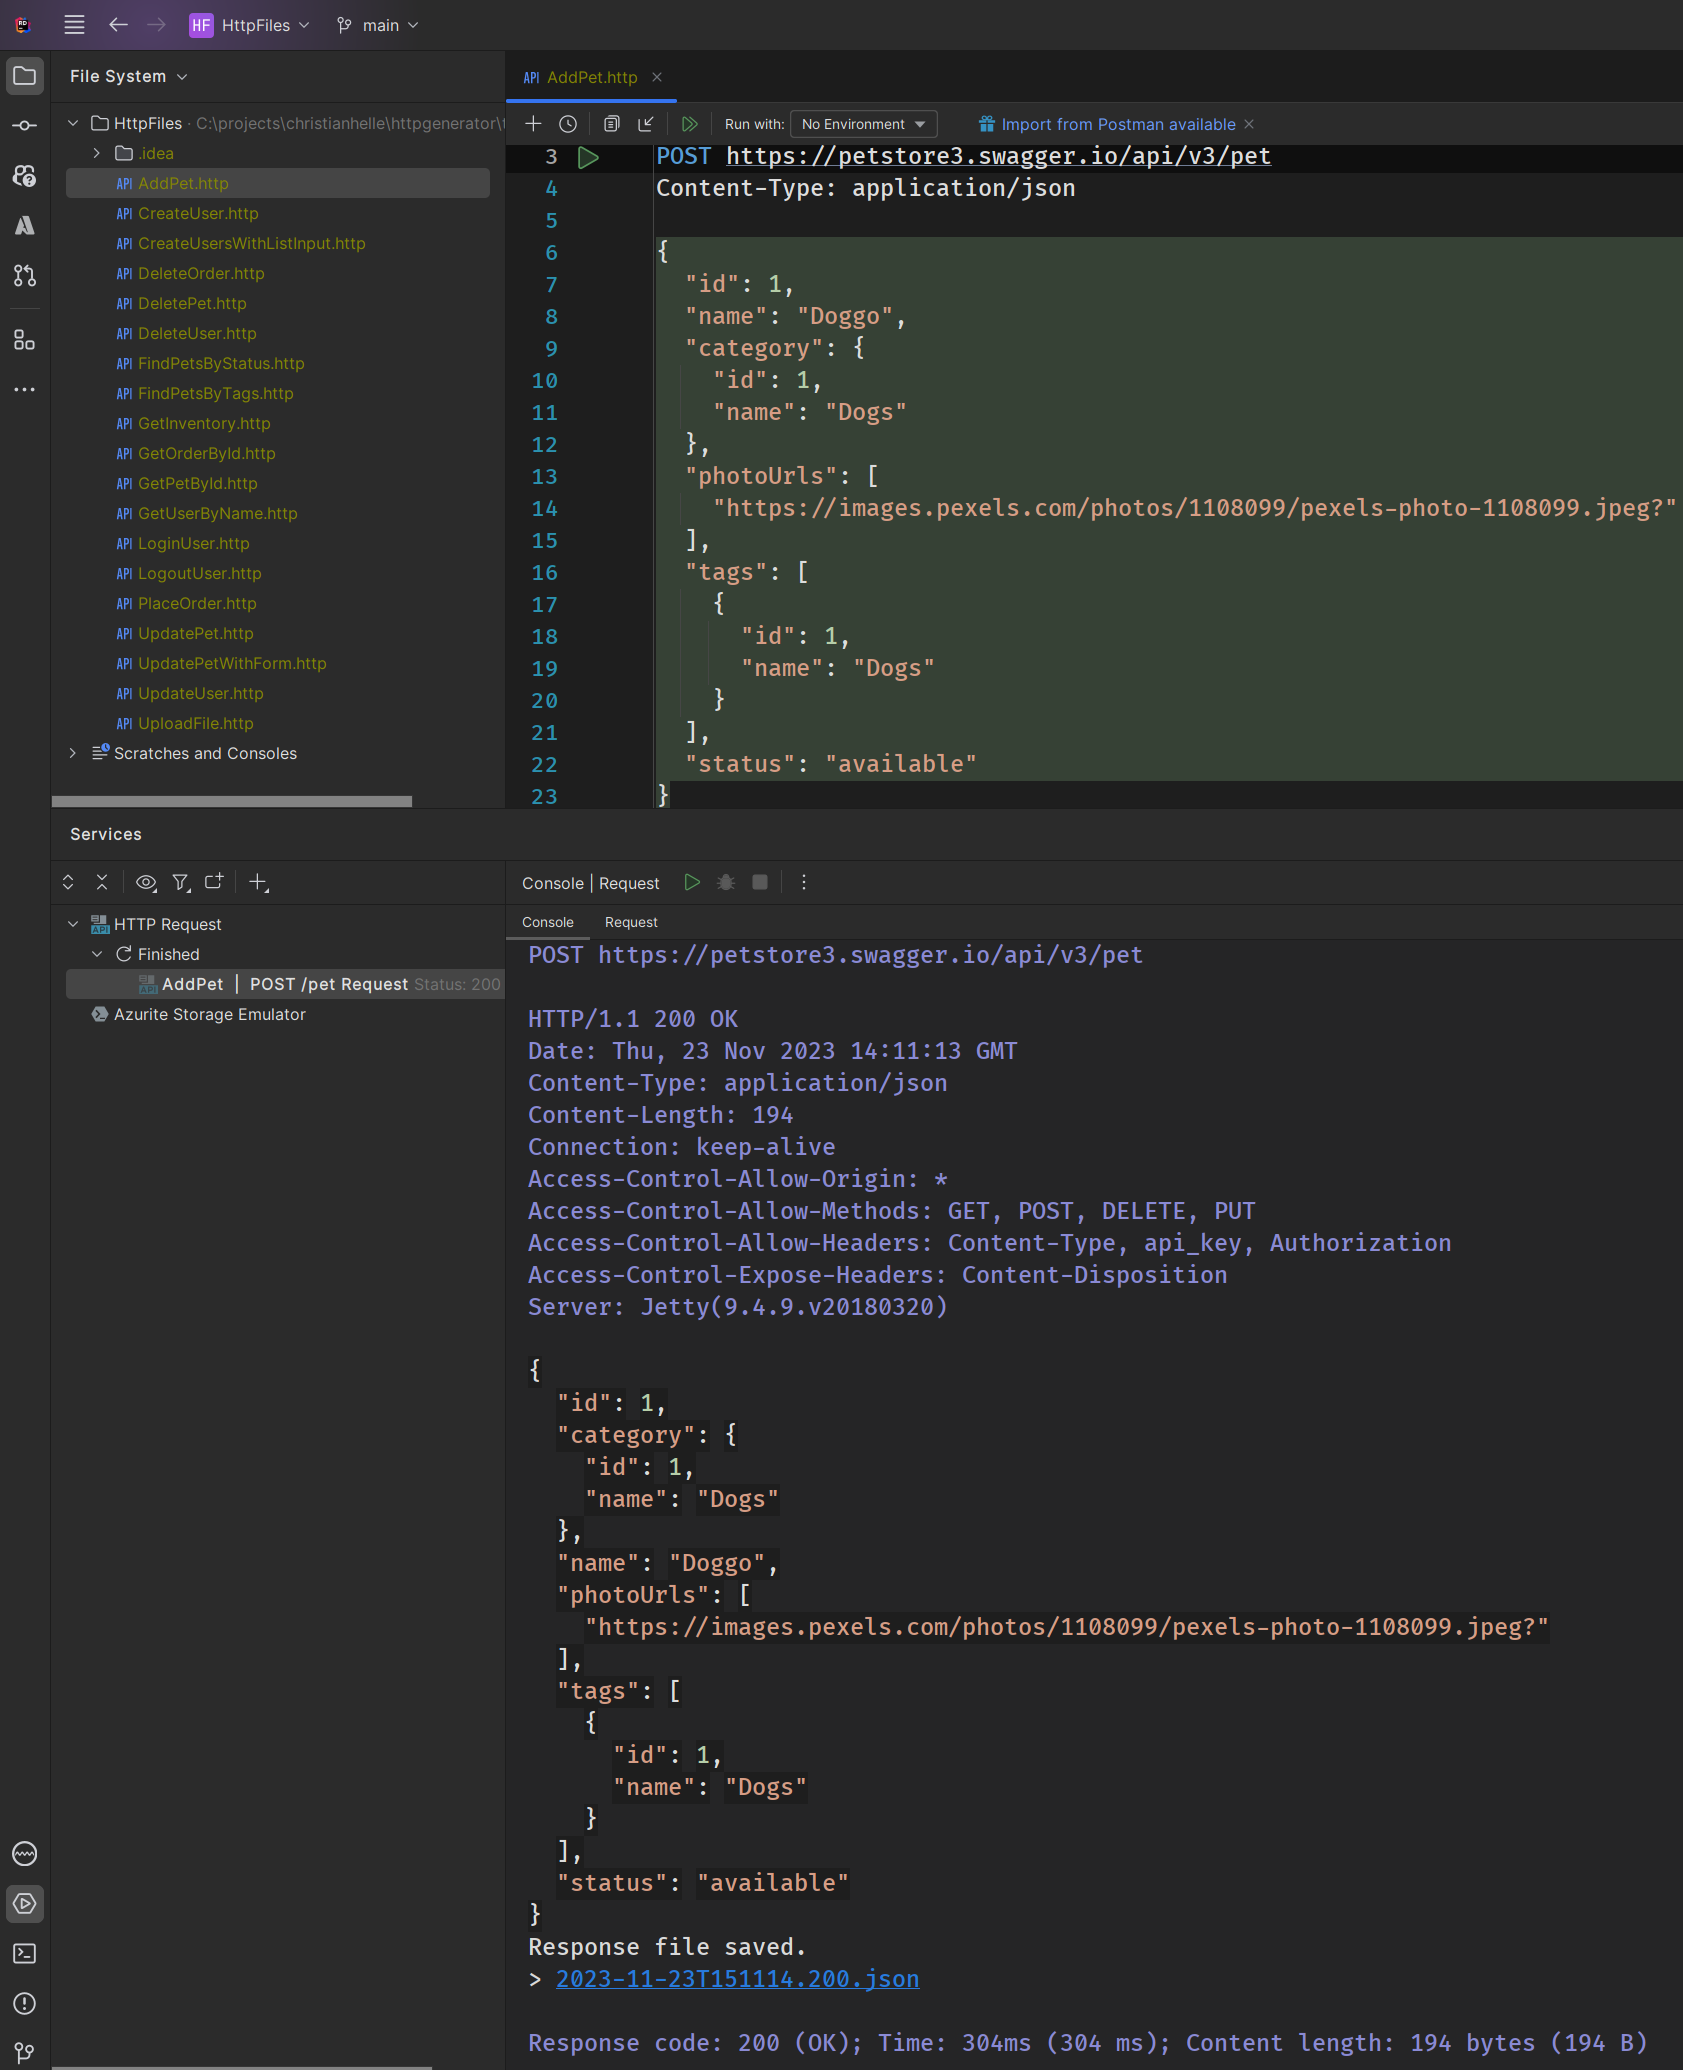 HF HttpFiles main
File System
HttpFiles · C:\projects\christianhelle\httpgenerator\
.idea
API AddPet.http
API CreateUser.http
API CreateUsersWithListInput.http
API DeleteOrder.http
API DeletePet.http
API DeleteUser.http
API FindPetsByStatus.http
API FindPetsByTags.http
API GetInventory.http
API GetOrderById.http
API GetPetById.http
API GetUserByName.http
API LoginUser.http
API LogoutUser.http
API PlaceOrder.http
API UpdatePet.http
API UpdatePetWithForm.http
API UpdateUser.http
API UploadFile.http
Scratches and Consoles
API AddPet.http
Run with: No Environment Import from Postman available
3 POST https://petstore3.swagger.io/api/v3/pet
4 Content-Type: application/json
5
6 {
7 "id": 1,
8 "name": "Doggo",
9 "category": {
10 "id": 1,
11 "name": "Dogs"
12 },
13 "photoUrls": [
14 "https://images.pexels.com/photos/1108099/pexels-photo-1108099.jpeg?"
15 ],
16 "tags": [
17 {
18 "id": 1,
19 "name": "Dogs"
20 }
21 ],
22 "status": "available"
23 }
Services
HTTP Request
Finished
AddPet | POST /pet Request Status: 200
Azurite Storage Emulator
Console | Request
Console Request
POST https://petstore3.swagger.io/api/v3/pet
HTTP/1.1 200 OK
Date: Thu, 23 Nov 2023 14:11:13 GMT
Content-Type: application/json
Content-Length: 194
Connection: keep-alive
Access-Control-Allow-Origin: *
Access-Control-Allow-Methods: GET, POST, DELETE, PUT
Access-Control-Allow-Headers: Content-Type, api_key, Authorization
Access-Control-Expose-Headers: Content-Disposition
Server: Jetty(9.4.9.v20180320)
{
"id": 1,
"category": {
"id": 1,
"name": "Dogs"
},
"name": "Doggo",
"photoUrls": [
"https://images.pexels.com/photos/1108099/pexels-photo-1108099.jpeg?"
],
"tags": [
{
"id": 1,
"name": "Dogs"
}
],
"status": "available"
}
Response file saved.
> 2023-11-23T151114.200.json
Response code: 200 (OK); Time: 304ms (304 ms); Content length: 194 bytes (194 B)